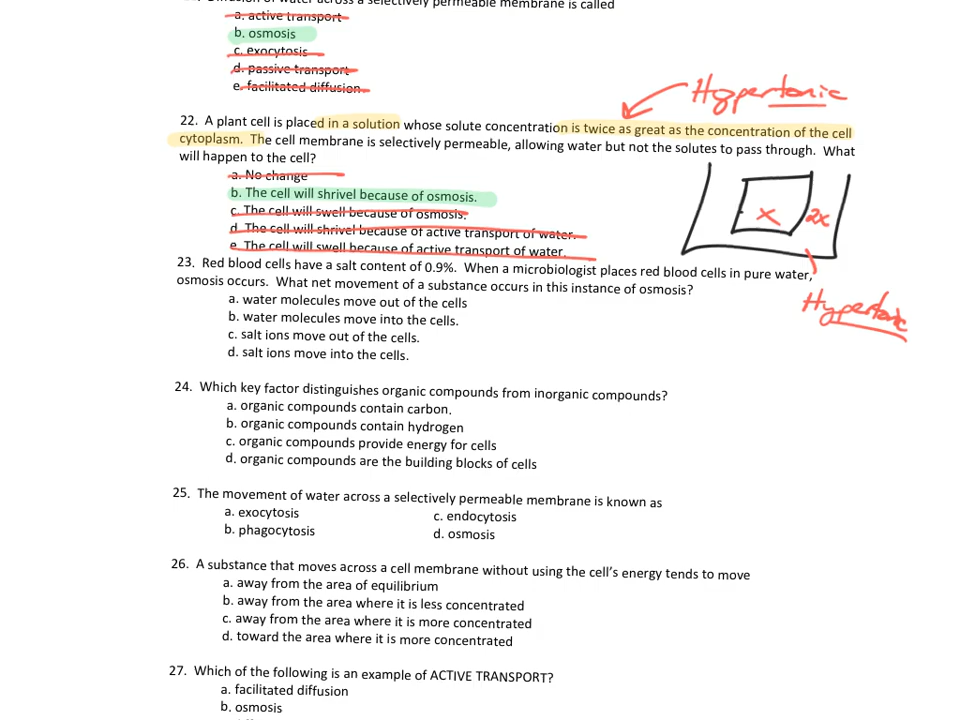 Diffusion of water across a selectively permeable membrane is called
a. active transport
b. osmosis
c. exocytosis
d. passive transport
e. facilitated diffusion.
Hypertonic
22. A plant cell is placed in a solution whose solute concentration is twice as great as the concentration of the cell
cytoplasm. The cell membrane is selectively permeable, allowing water but not the solutes to pass through. What
will happen to the cell?
a. No change
b. The cell will shrivel because of osmosis.
c. The cell will swell because of osmosis.
d. The cell will shrivel because of active transport of water.
e. The cell will swell because of active transport of water.
x 2x
Hypertonic
23. Red blood cells have a salt content of 0.9%. When a microbiologist places red blood cells in pure water,
osmosis occurs. What net movement of a substance occurs in this instance of osmosis?
a. water molecules move out of the cells
b. water molecules move into the cells.
c. salt ions move out of the cells.
d. salt ions move into the cells.
24. Which key factor distinguishes organic compounds from inorganic compounds?
a. organic compounds contain carbon.
b. organic compounds contain hydrogen
c. organic compounds provide energy for cells
d. organic compounds are the building blocks of cells
25. The movement of water across a selectively permeable membrane is known as
a. exocytosis c. endocytosis
b. phagocytosis d. osmosis
26. A substance that moves across a cell membrane without using the cell's energy tends to move
a. away from the area of equilibrium
b. away from the area where it is less concentrated
c. away from the area where it is more concentrated
d. toward the area where it is more concentrated
27. Which of the following is an example of ACTIVE TRANSPORT?
a. facilitated diffusion
b. osmosis